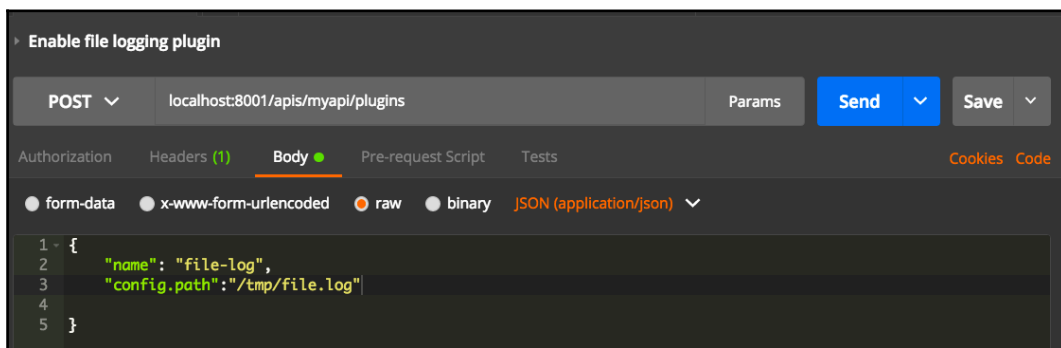 Enable file logging plugin
POST localhost:8001/apis/myapi/plugins Params Send Save
Authorization Headers (1) Body Pre-request Script Tests Cookies Code
form-data x-www-form-urlencoded raw binary JSON (application/json)
1 {
2 "name": "file-log",
3 "config.path":"/tmp/file.log"
4
5 }